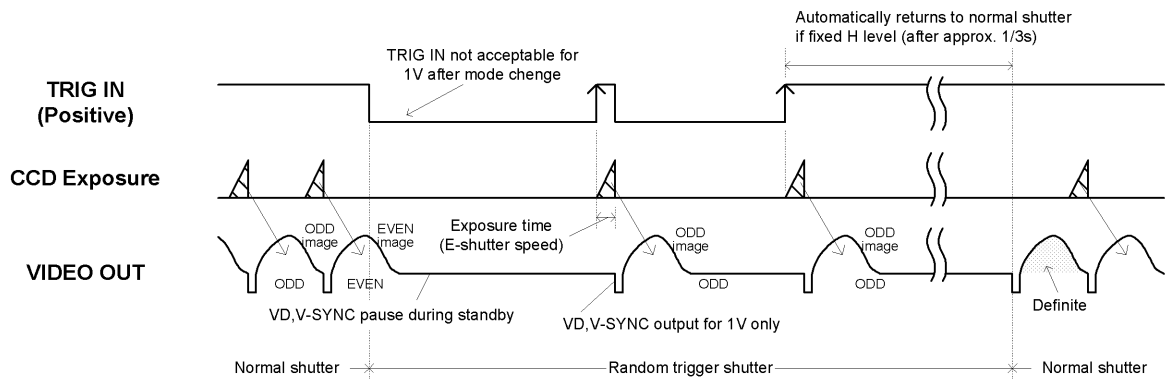 Automatically returns to normal shutter
if fixed H level (after approx. 1/3s)
TRIG IN not acceptable for
1V after mode chenge
TRIG IN
(Positive)
CCD Exposure
Exposure time
(E-shutter speed)
ODD
image
EVEN
image
ODD
image
ODD
image
VIDEO OUT
ODD
EVEN
ODD
ODD
Definite
VD,V-SYNC pause during standby
VD,V-SYNC output for 1V only
Normal shutter
Random trigger shutter
Normal shutter